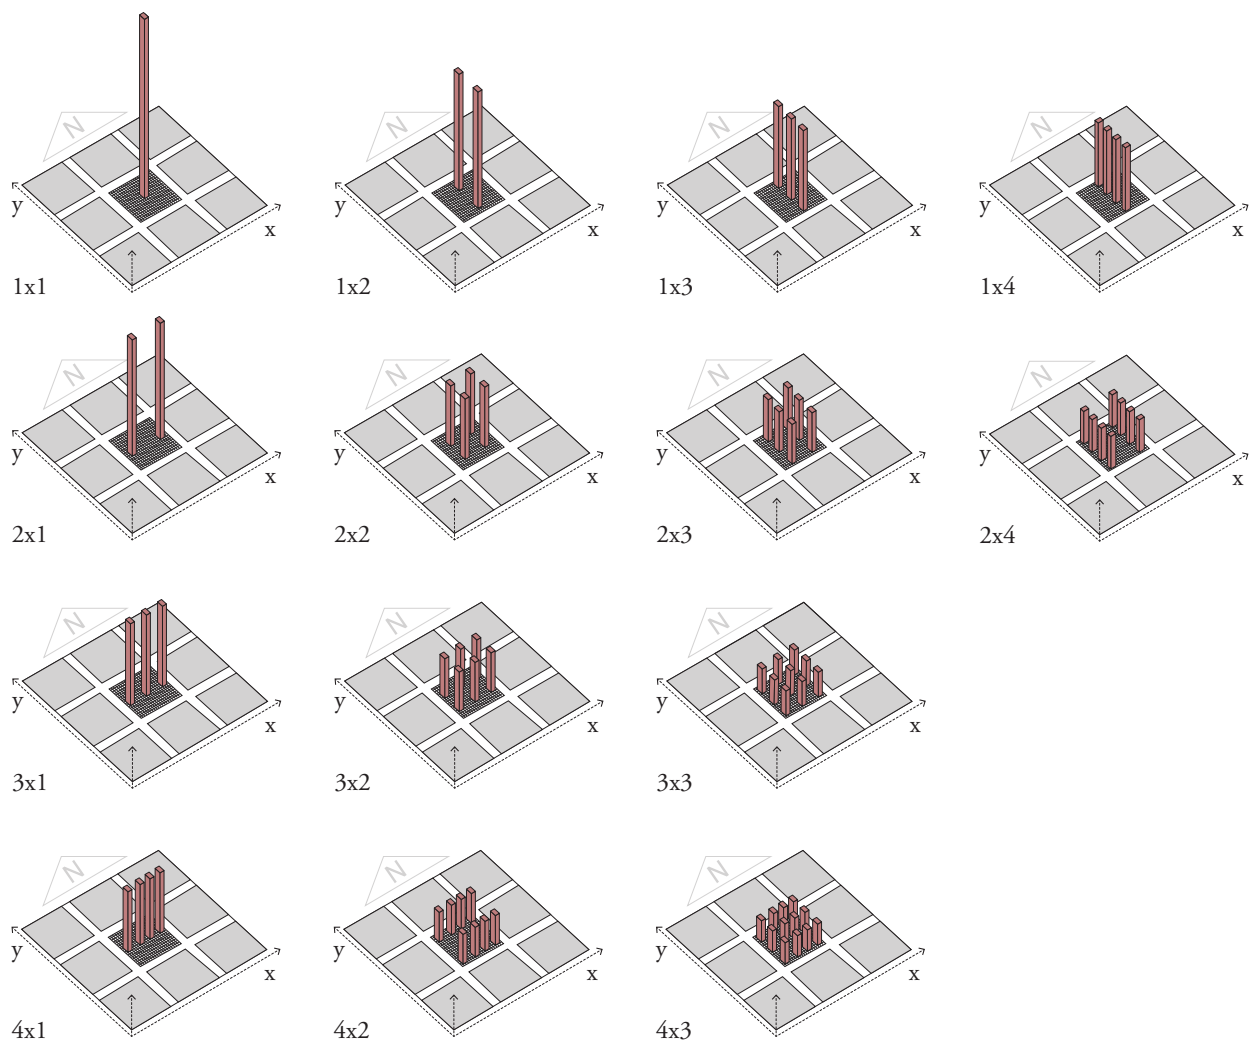 N N N N
y x y x y x y x
1x1 1x2 1x3 1x4
N N N N
y x y x y x y x
2x1 2x2 2x3 2x4
N N N
y x y x y x
3x1 3x2 3x3
N N N
y x y x y x
4x1 4x2 4x3